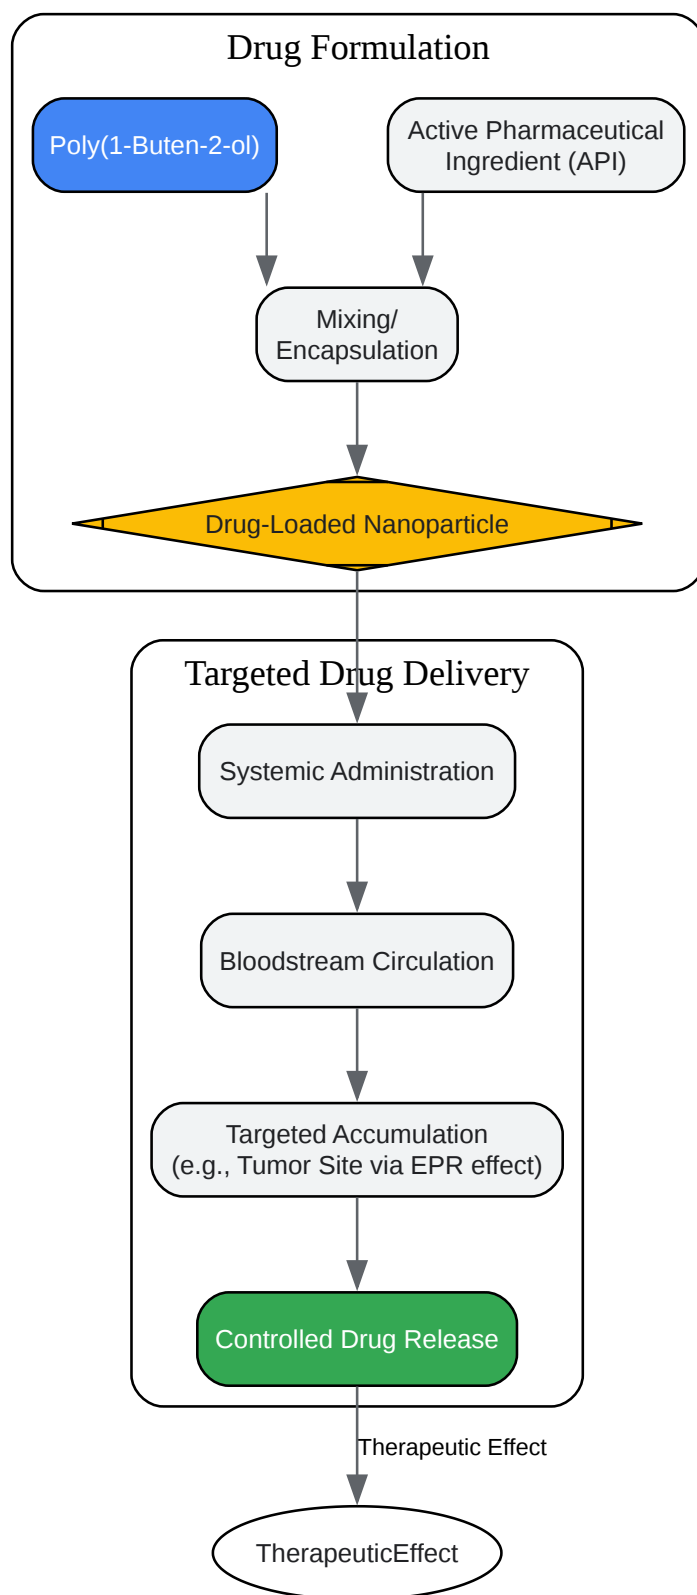 Drug Formulation
Poly(1-Buten-2-ol)
Active Pharmaceutical
Ingredient (API)
Mixing/
Encapsulation
Drug-Loaded Nanoparticle
Targeted Drug Delivery
Systemic Administration
Bloodstream Circulation
Targeted Accumulation
(e.g., Tumor Site via EPR effect)
Controlled Drug Release
Therapeutic Effect
TherapeuticEffect